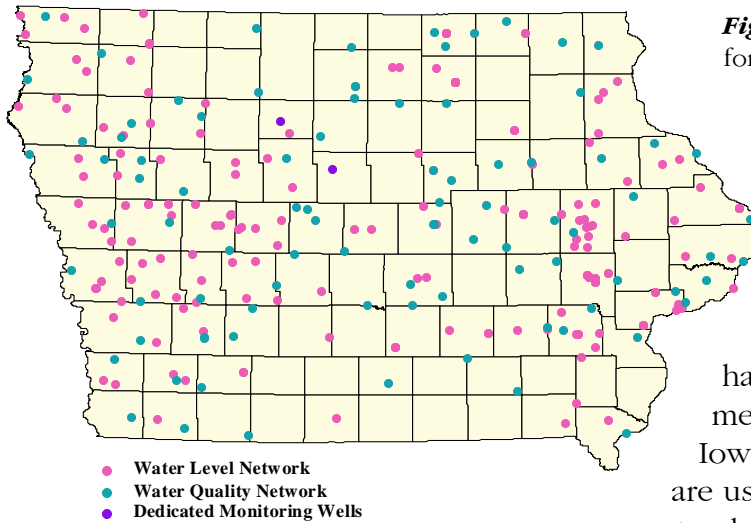 Fig
for
ha
me
Iow
are us
Water Level Network
Water Quality Network
Dedicated Monitoring Wells